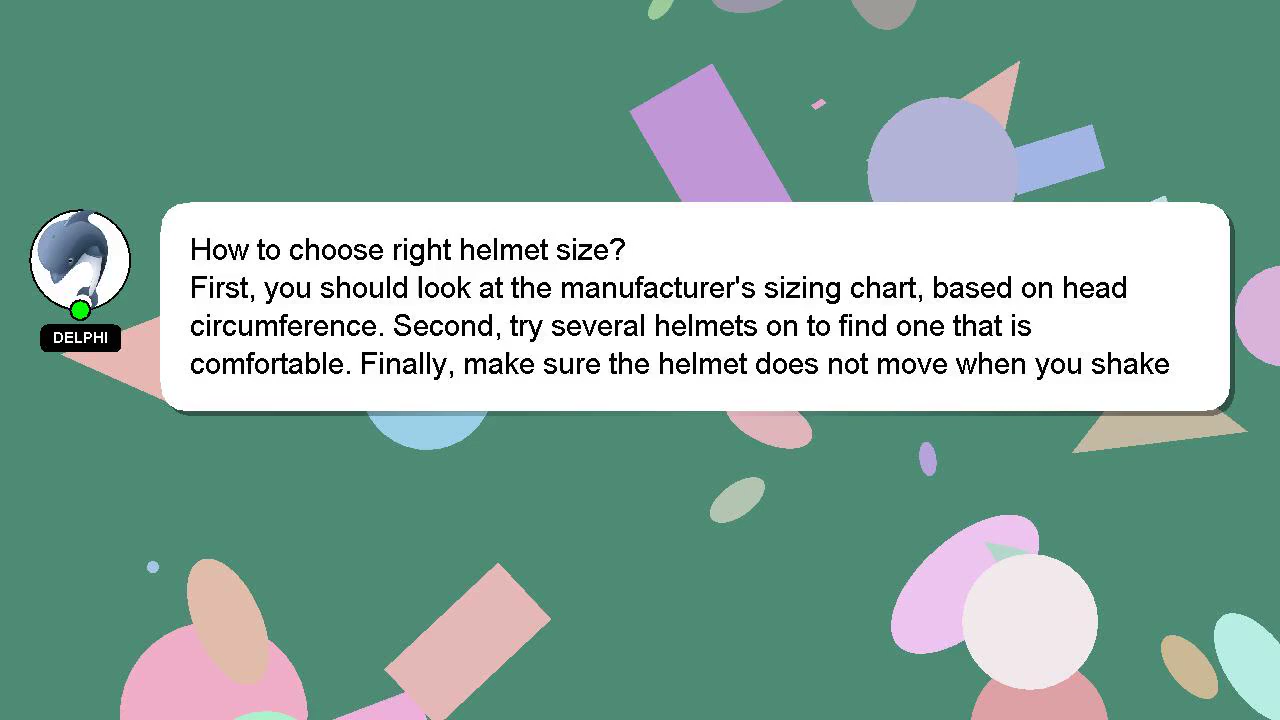 DELPHI
How to choose right helmet size?
First, you should look at the manufacturer's sizing chart, based on head
circumference. Second, try several helmets on to find one that is
comfortable. Finally, make sure the helmet does not move when you shake